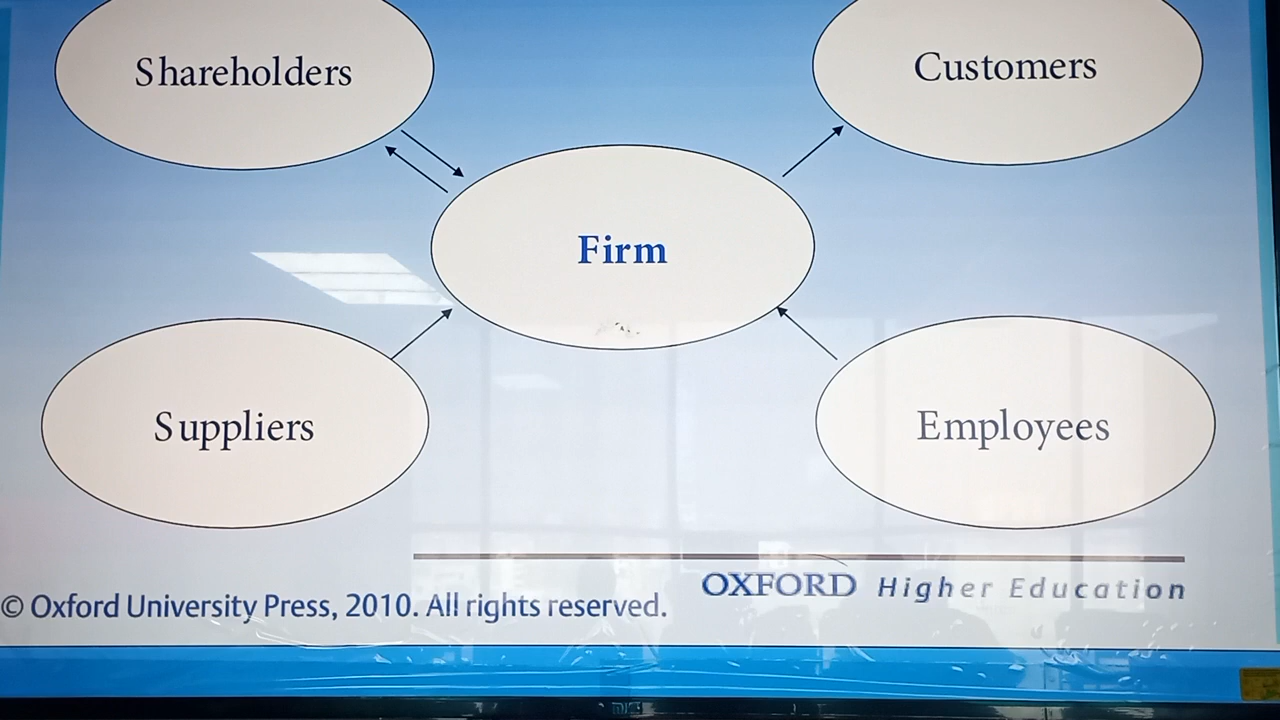 Shareholders
Customers
Firm
Suppliers
Employees
OXFORD Higher Education
© Oxford University Press, 2010. All rights reserved.